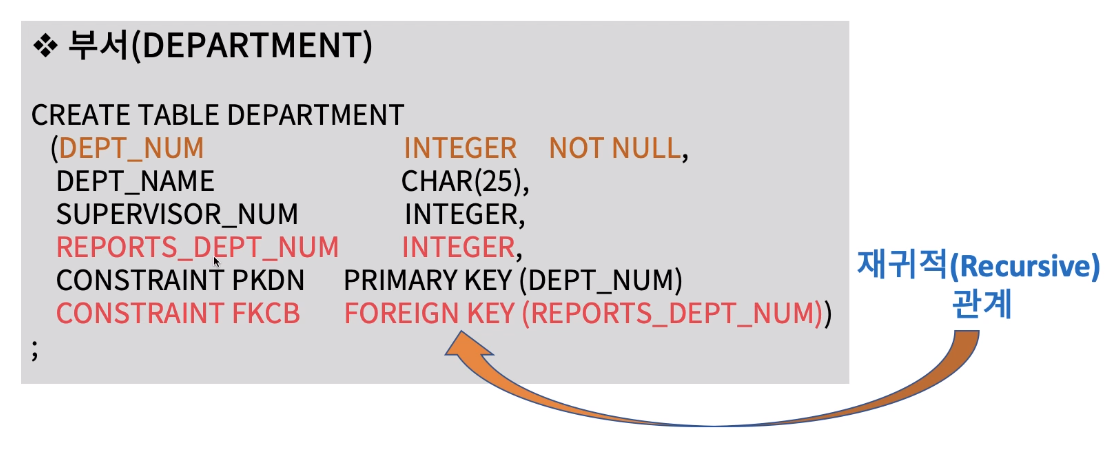 ❖ 부서(DEPARTMENT)
CREATE TABLE DEPARTMENT
(DEPT_NUM INTEGER NOT NULL,
DEPT_NAME CHAR(25),
SUPERVISOR_NUM INTEGER,
REPORTS_DEPT_NUM INTEGER,
CONSTRAINT PKDN PRIMARY KEY (DEPT_NUM)
CONSTRAINT FKCB FOREIGN KEY (REPORTS_DEPT_NUM))
;
재귀적(Recursive)
관계